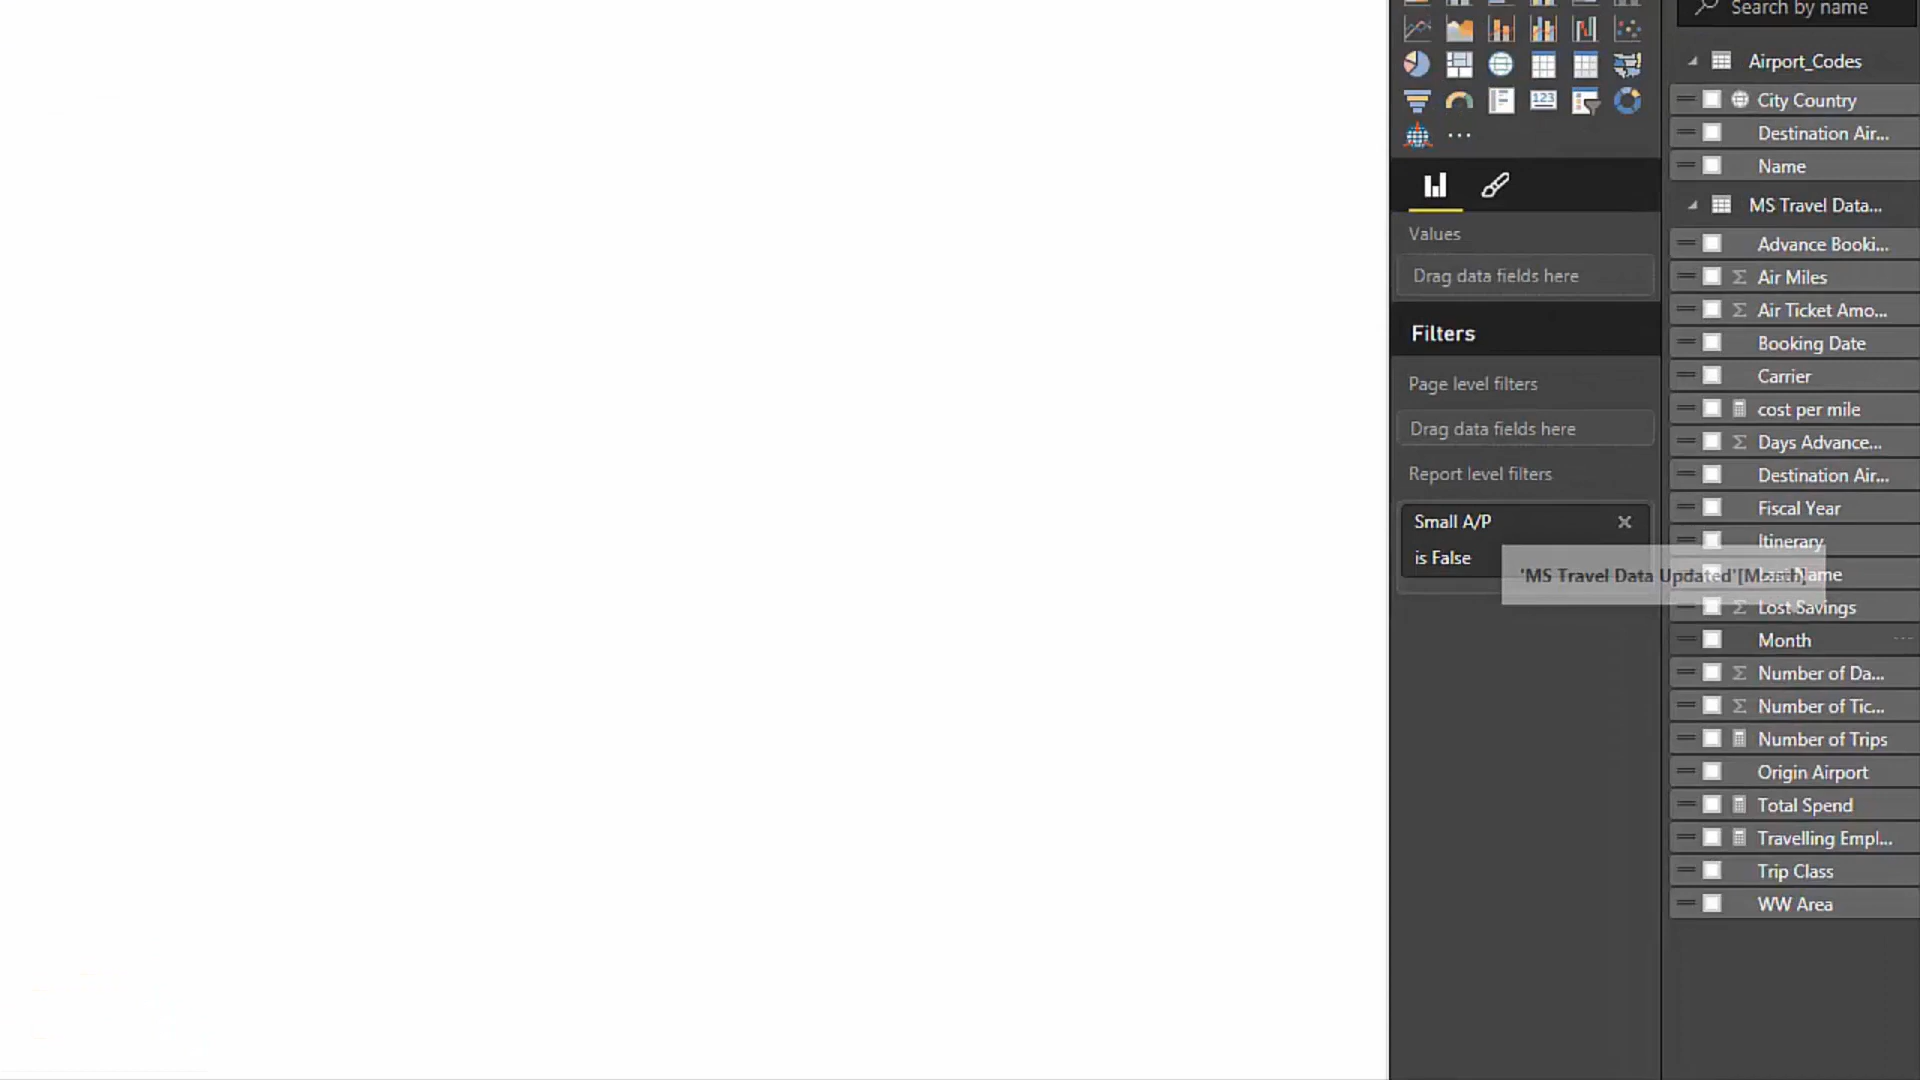 Search by name
Airport_Codes
City Country
Destination Air...
Name
MS Travel Data...
Advance Booki...
Air Miles
Air Ticket Amo...
Booking Date
Carrier
cost per mile
Days Advance...
Destination Air...
Fiscal Year
Itinerary
Last Name
Lost Savings
Month
Number of Da...
Number of Tic...
Number of Trips
Origin Airport
Total Spend
Travelling Empl...
Trip Class
WW Area
123
Values
Drag data fields here
Filters
Page level filters
Drag data fields here
Report level filters
Small A/P
is False
'MS Travel Data Updated'[Month]